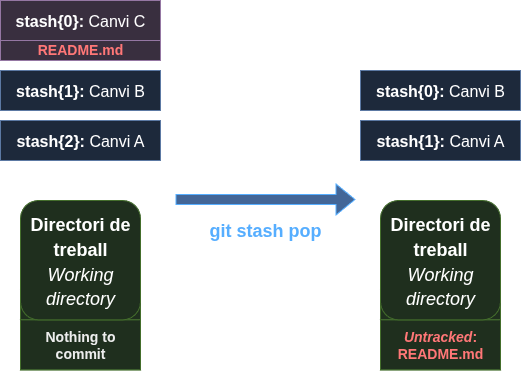 stash{0}: Canvi C
README.md
stash{1}: Canvi B
stash{2}: Canvi A
Directori de
treball
Working
directory
Nothing to
commit
git stash pop
stash{0}: Canvi B
stash{1}: Canvi A
Directori de
treball
Working
directory
Untracked:
README.md